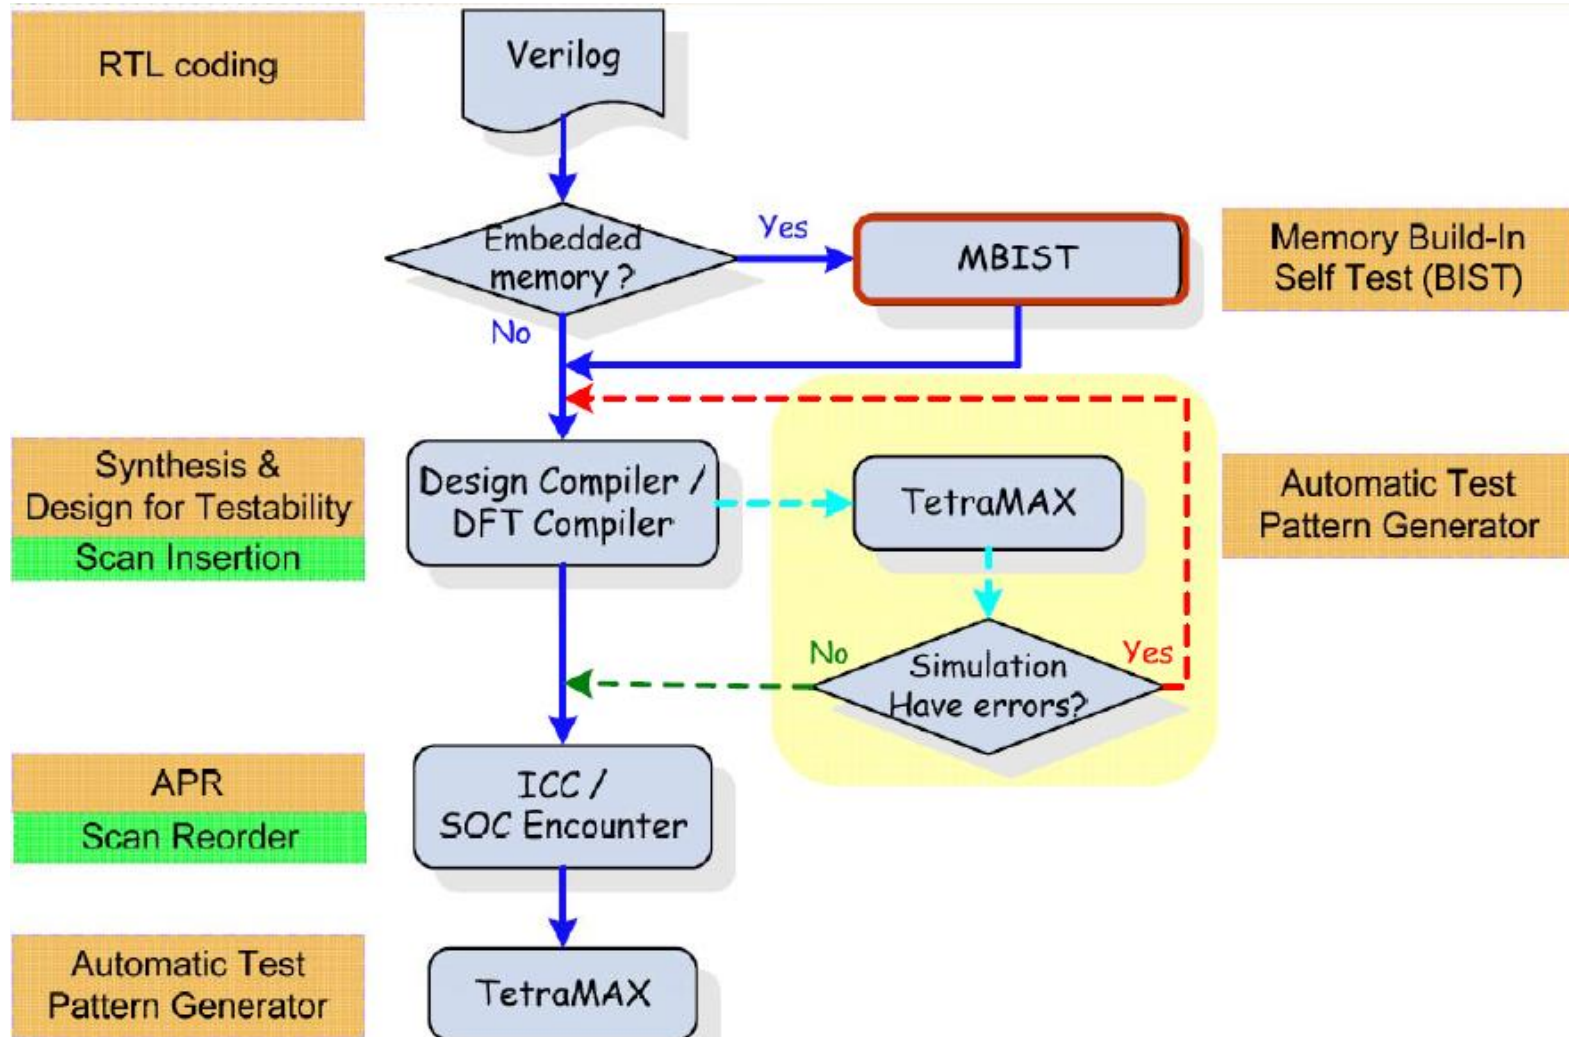 RTL coding
Verilog
Embedded
memory ?
Yes
No
MBIST
Memory Build-In
Self Test (BIST)
Synthesis &
Design for Testability
Scan Insertion
Design Compiler /
DFT Compiler
TetraMAX
Automatic Test
Pattern Generator
No
Simulation
Have errors?
Yes
APR
Scan Reorder
ICC /
SOC Encounter
Automatic Test
Pattern Generator
TetraMAX